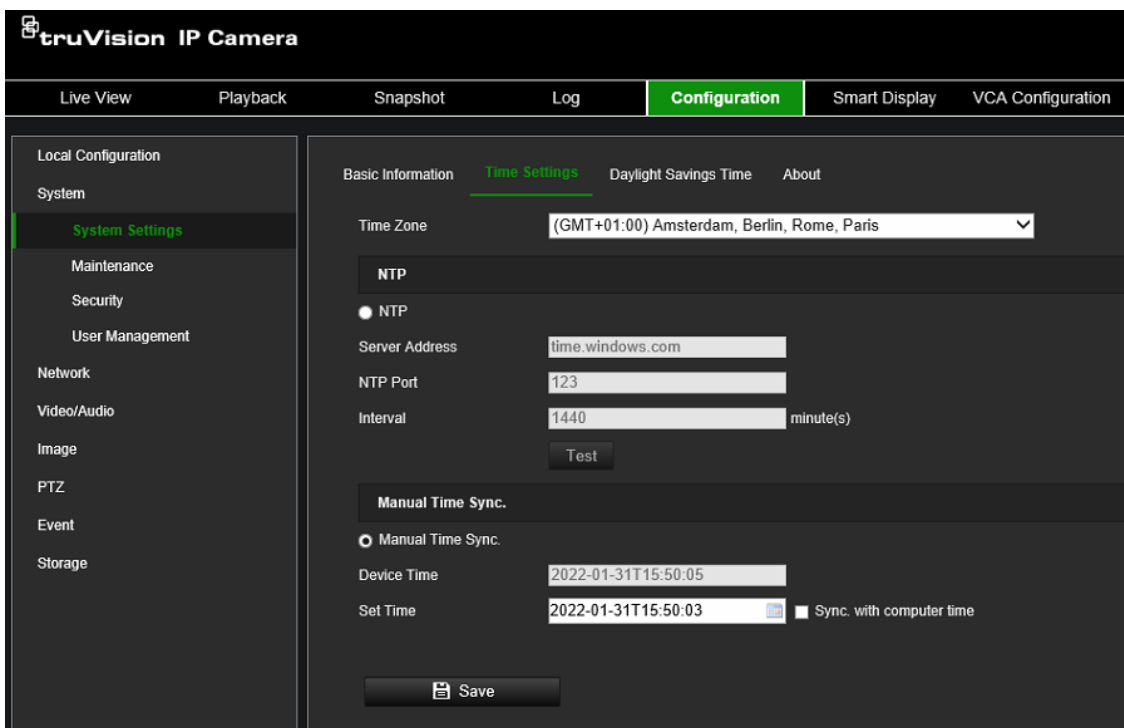 truVision IP Camera
Live View Playback Snapshot Log Configuration Smart Display VCA Configuration
Local Configuration
System
System Settings
Maintenance
Security
User Management
Network
Video/Audio
Image
PTZ
Event
Storage
Basic Information Time Settings Daylight Savings Time About
Time Zone (GMT+01:00) Amsterdam, Berlin, Rome, Paris
NTP
NTP
Server Address time.windows.com
NTP Port 123
Interval 1440 minute(s)
Test
Manual Time Sync.
Manual Time Sync.
Device Time 2022-01-31T15:50:05
Set Time 2022-01-31T15:50:03 Sync. with computer time
Save